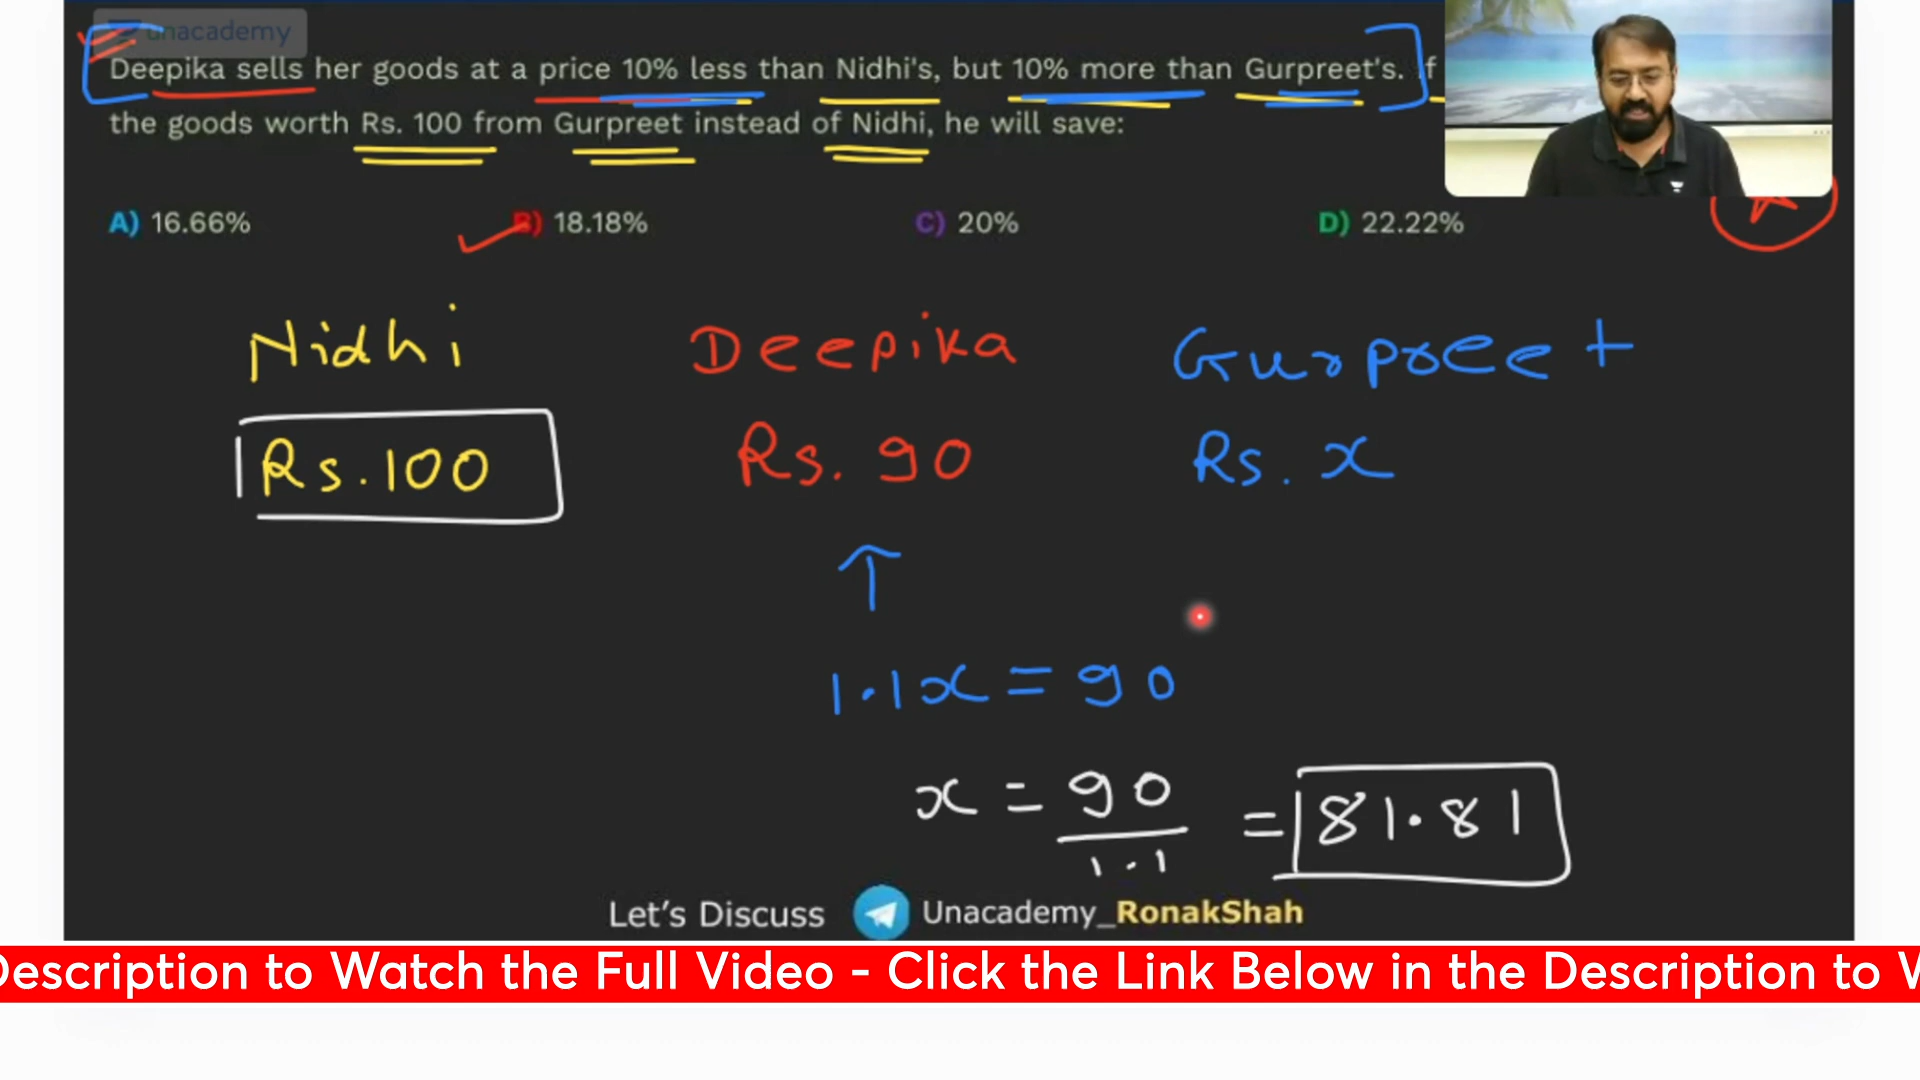 unacademy
Deepika sells her goods at a price 10% less than Nidhi's, but 10% more than Gurpreet's. If
the goods worth Rs. 100 from Gurpreet instead of Nidhi, he will save:
A) 16.66% B) 18.18% C) 20% D) 22.22%
Nidhi Deepika Gurpreet
Rs.100 Rs. 90 Rs. x
↑
1.1x = 90
x = 90/1.1 = 81.81
Let's Discuss Unacademy_RonakShah
Description to Watch the Full Video - Click the Link Below in the Description to W